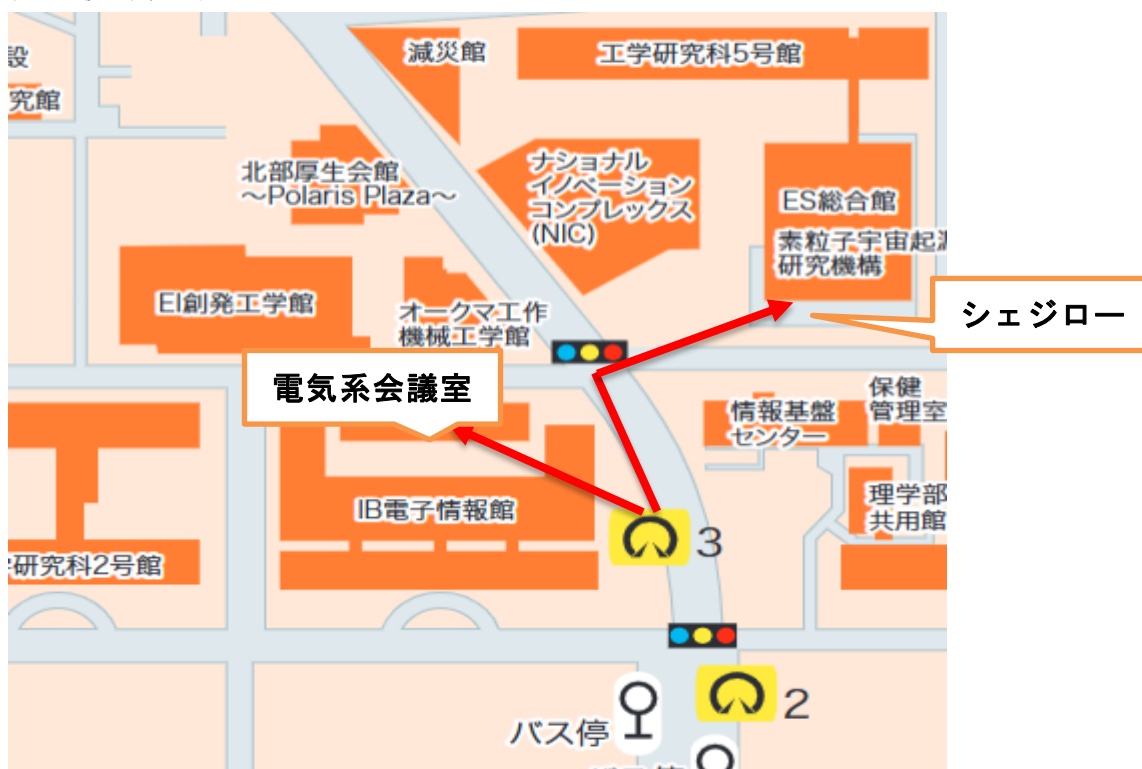 設
究館
減災館
工学研究科5号館
北部厚生会館
～Polaris Plaza～
ナショナル
イノベーション
コンプレックス
(NIC)
ES総合館
素粒子宇宙起源
研究機構
シェジロー
EI創発工学館
オークマ工作
機械工学館
電気系会議室
情報基盤
センター
保健
管理室
IB電子情報館
理学部
共用館
3
研究科2号館
2
バス停